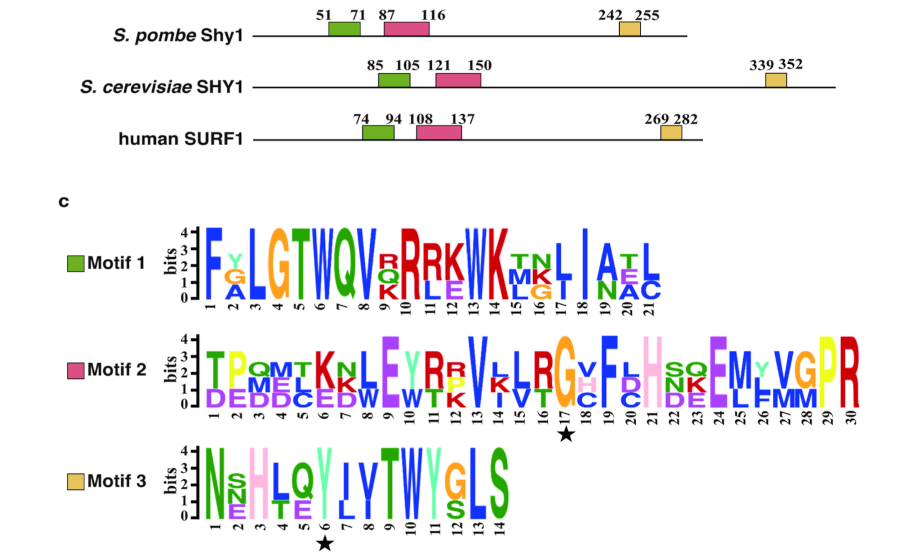 51 71 87 116 242 255
S. pombe Shy1
85 105 121 150 339 352
S. cerevisiae SHY1
74 94 108 137 269 282
human SURF1
c
Motif 1
bits
4
3
2
1
0
F Y L G T W Q V R R R K W K T N L I A T L
G Q M K E
A K L E L G T N A C
1 2 3 4 5 6 7 8 9 10 11 12 13 14 15 16 17 18 19 20 21
Motif 2
bits
4
3
2
1
0
T P Q M T K N L E Y R R V L L R G V F L H S Q E M Y V G P R
M E L K P K H D N K L
D E D D C E D W W T K I V T C C D E L F M M
1 2 3 4 5 6 7 8 9 10 11 12 13 14 15 16 17 18 19 20 21 22 23 24 25 26 27 28 29 30
★
Motif 3
bits
4
3
2
1
0
N S H L Q Y I V T W Y G L S
N
E T E L L S
1 2 3 4 5 6 7 8 9 10 11 12 13 14
★